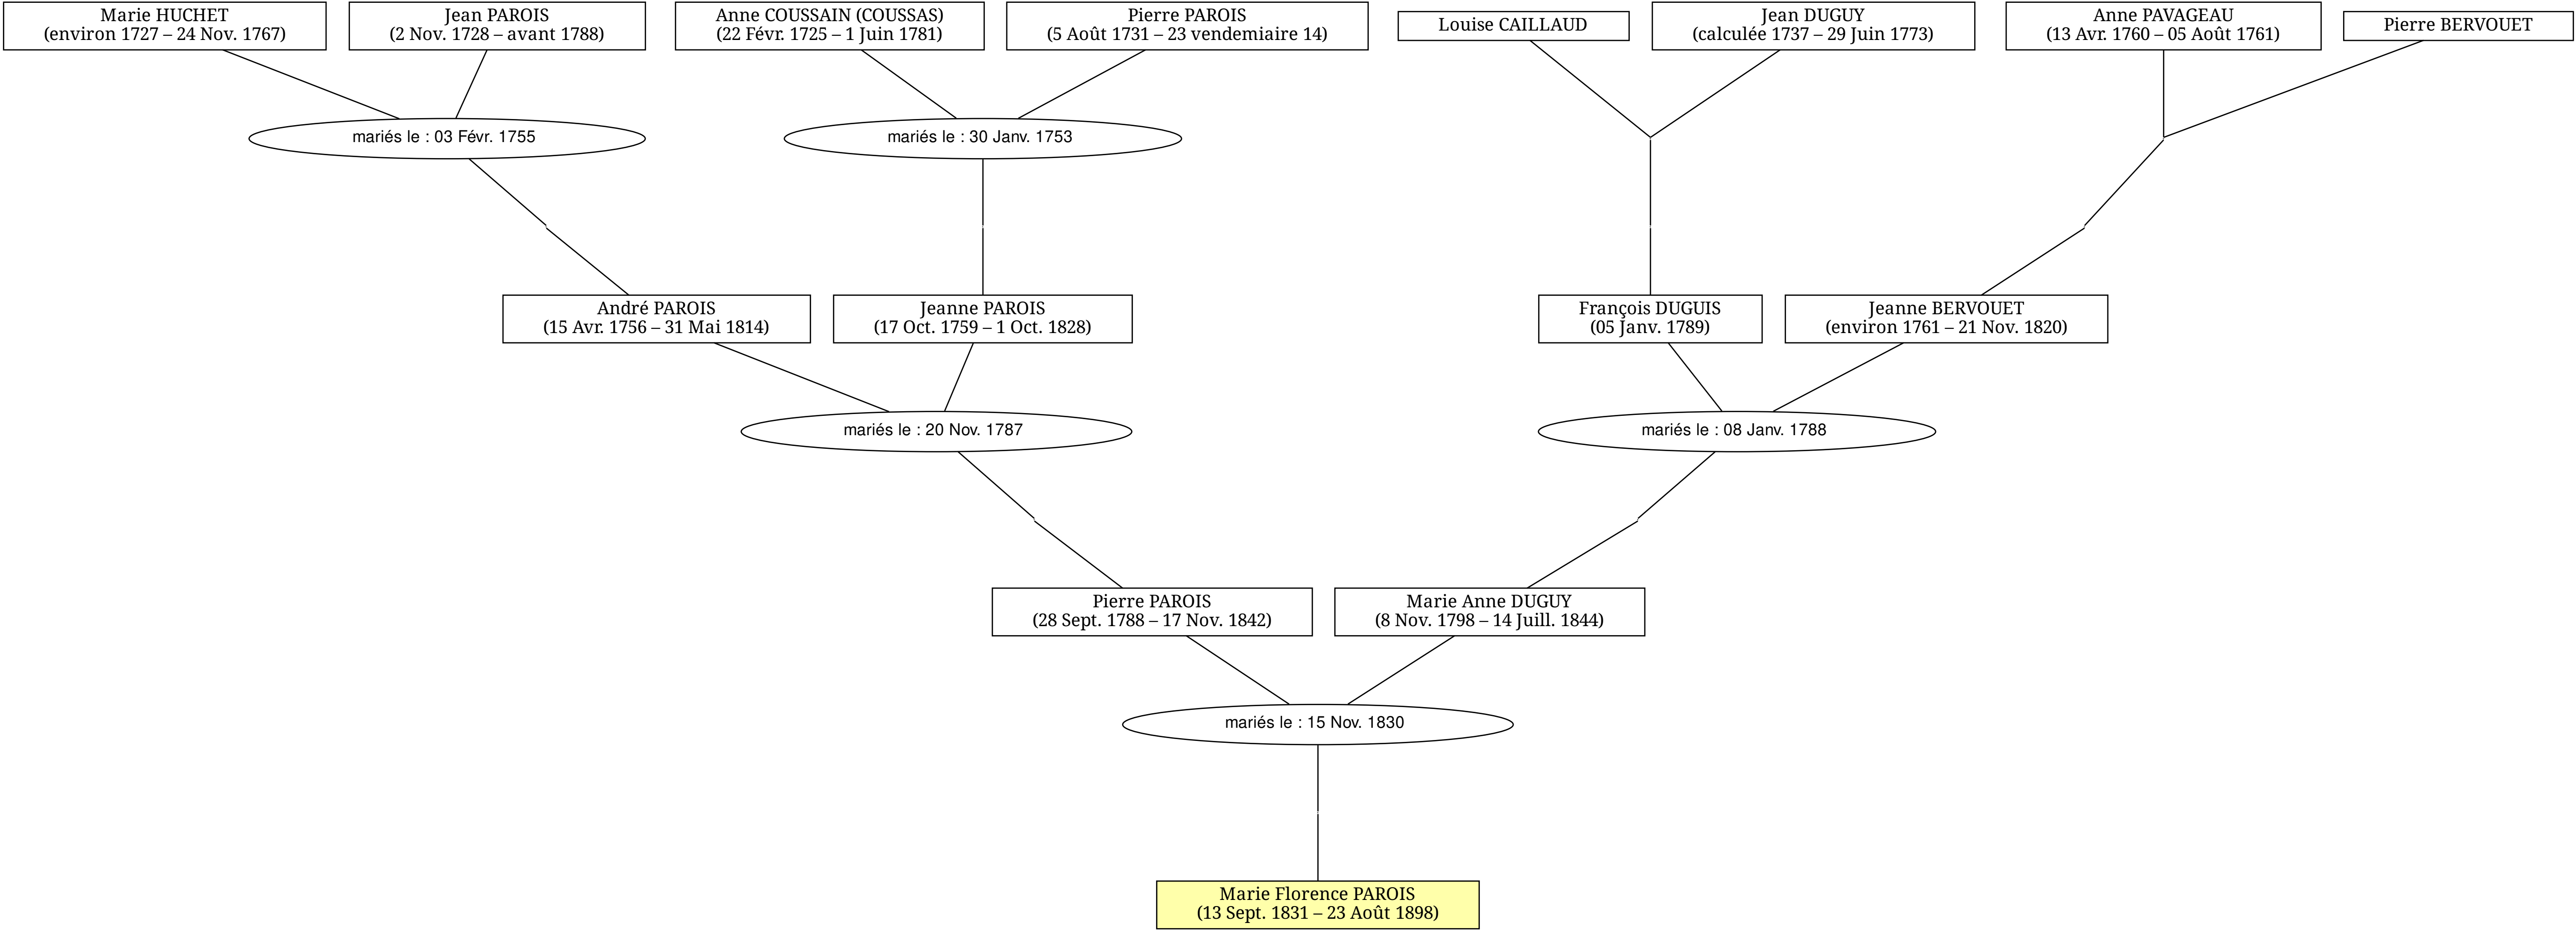 Marie HUCHET
(environ 1727 – 24 Nov. 1767)
Jean PAROIS
(2 Nov. 1728 – avant 1788)
Anne COUSSAIN (COUSSAS)
(22 Févr. 1725 – 1 Juin 1781)
Pierre PAROIS
(5 Août 1731 – 23 vendemiaire 14)
Louise CAILLAUD
Jean DUGUY
(calculée 1737 – 29 Juin 1773)
Anne PAVAGEAU
(13 Avr. 1760 – 05 Août 1761)
Pierre BERVOUET
mariés le : 03 Févr. 1755
mariés le : 30 Janv. 1753
André PAROIS
(15 Avr. 1756 – 31 Mai 1814)
Jeanne PAROIS
(17 Oct. 1759 – 1 Oct. 1828)
François DUGUIS
(05 Janv. 1789)
Jeanne BERVOUET
(environ 1761 – 21 Nov. 1820)
mariés le : 20 Nov. 1787
mariés le : 08 Janv. 1788
Pierre PAROIS
(28 Sept. 1788 – 17 Nov. 1842)
Marie Anne DUGUY
(8 Nov. 1798 – 14 Juill. 1844)
mariés le : 15 Nov. 1830
Marie Florence PAROIS
(13 Sept. 1831 – 23 Août 1898)